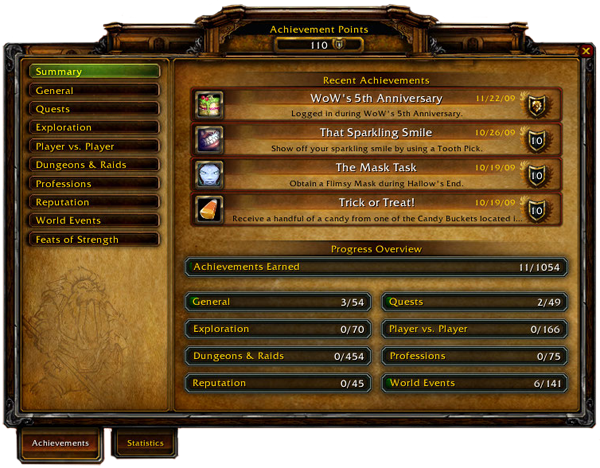 Achievement Points
110
Summary
General
Quests
Exploration
Player vs. Player
Dungeons & Raids
Professions
Reputation
World Events
Feats of Strength
Recent Achievements
WoW's 5th Anniversary 11/22/09
Logged in during WoW's 5th Anniversary.
That Sparkling Smile 10/26/09 10
Show off your sparkling smile by using a Tooth Pick.
The Mask Task 10/19/09 10
Obtain a Flimsy Mask during Hallow's End.
Trick or Treat! 10/19/09 10
Receive a handful of a candy from one of the Candy Buckets located i...
Progress Overview
Achievements Earned 11/1054
General 3/54 Quests 2/49
Exploration 0/70 Player vs. Player 0/166
Dungeons & Raids 0/454 Professions 0/75
Reputation 0/45 World Events 6/141
Achievements Statistics